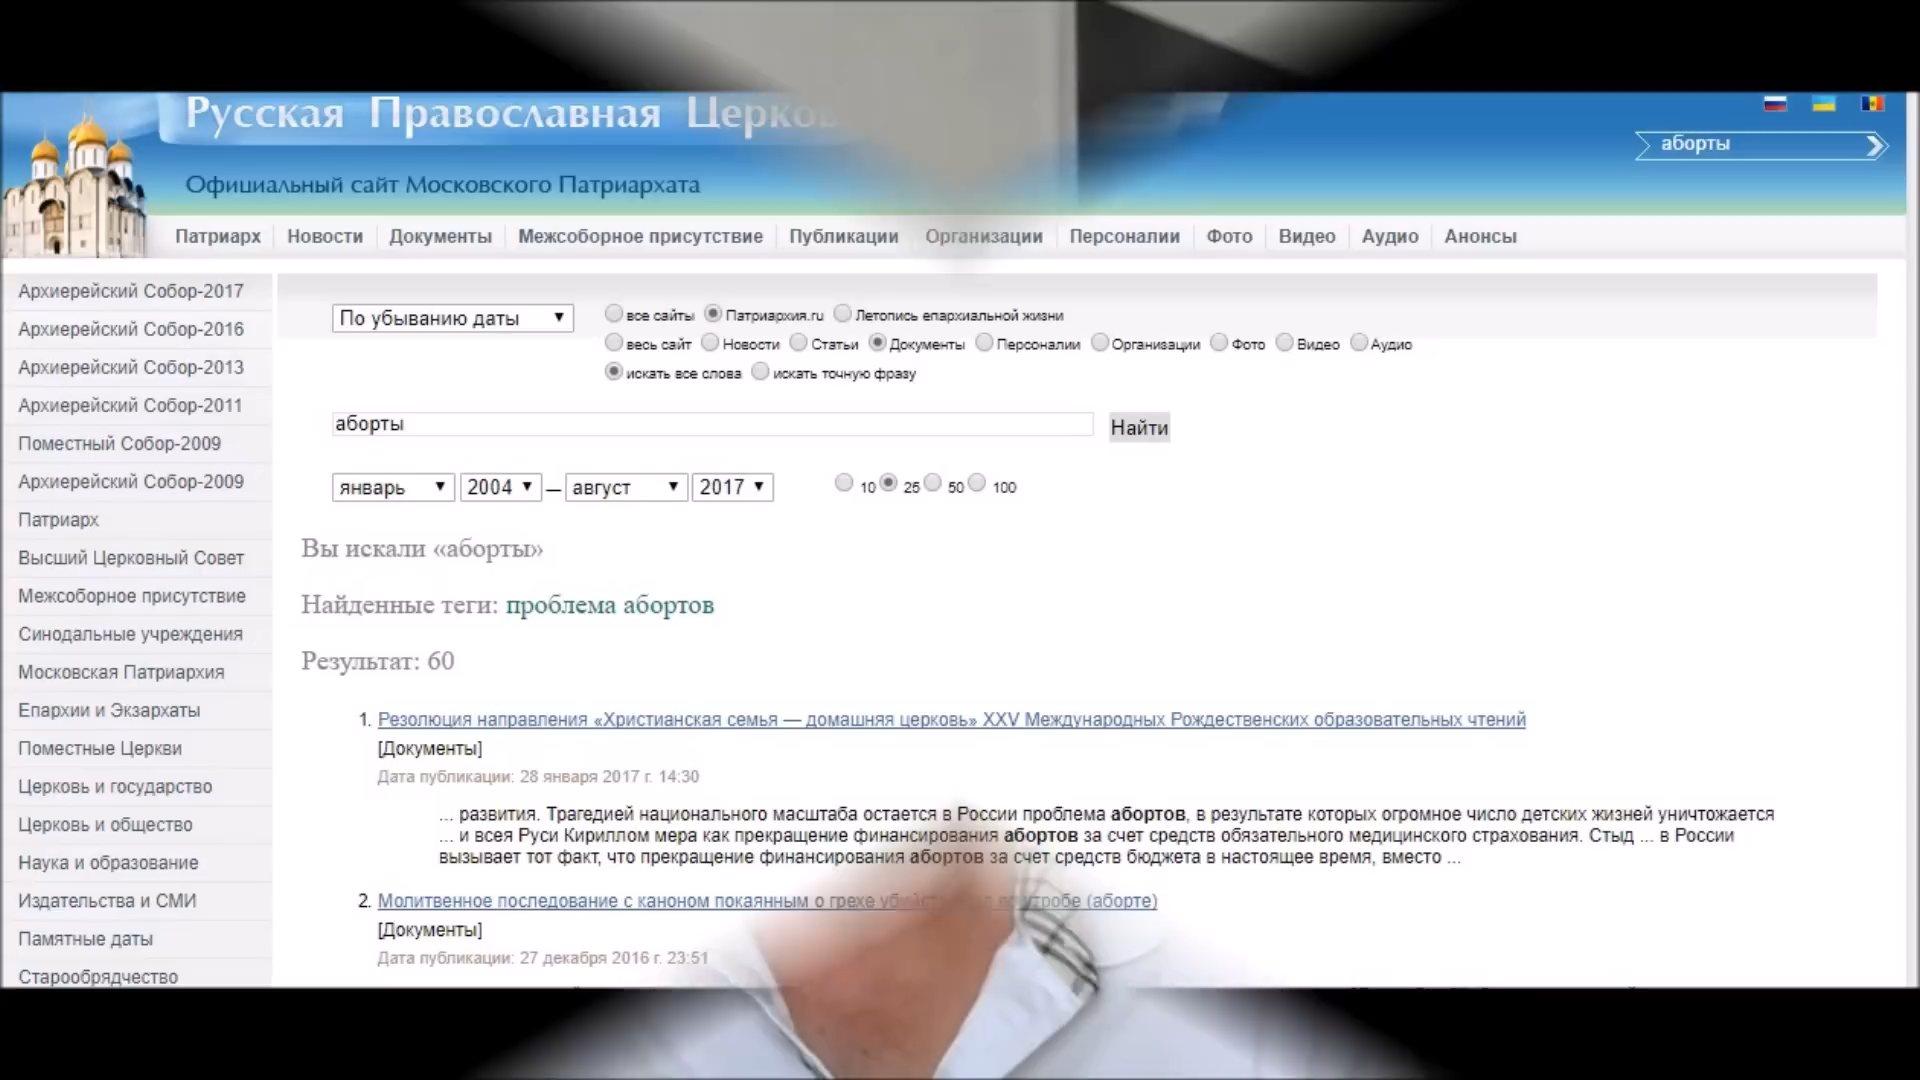 Русская Православная
аборты
Официальный сайт Московского Патриархата
Патриарх Новости Документы Межсоборное присутствие Публикации Организации Персоналии Фото Видео Аудио Анонсы
Архиерейский Собор-2017
Архиерейский Собор-2016
Архиерейский Собор-2013
Архиерейский Собор-2011
Поместный Собор-2009
Архиерейский Собор-2009
Патриарх
Высший Церковный Совет
Межсоборное присутствие
Синодальные учреждения
Московская Патриархия
Епархии и Экзархаты
Поместные Церкви
Церковь и государство
Церковь и общество
Наука и образование
Издательства и СМИ
Памятные даты
Старообрядчество
По убыванию даты
все сайты Патриархия.ru Летопись епархиальной жизни
весь сайт Новости Статьи Документы Персоналии Организации Фото Видео Аудио
искать все слова искать точную фразу
аборты Найти
январь 2004 — август 2017 10 25 50 100
Вы искали «аборты»
Найденные теги: проблема абортов
Результат: 60
1. Резолюция направления «Христианская семья — домашняя церковь» XXV Международных Рождественских образовательных чтений
[Документы]
Дата публикации: 28 января 2017 г. 14:30
... развития. Трагедией национального масштаба остается в России проблема абортов, в результате которых огромное число детских жизней уничтожается
... и всея Руси Кириллом мера как прекращение финансирования абортов за счет средств обязательного медицинского страхования. Стыд ... в России
вызывает тот факт, что прекращение финансирования абортов за счет средств бюджета в настоящее время, вместо ...
2. Молитвенное последование с каноном покаянным о грехе (аборте)
[Документы]
Дата публикации: 27 декабря 2016 г. 23:51